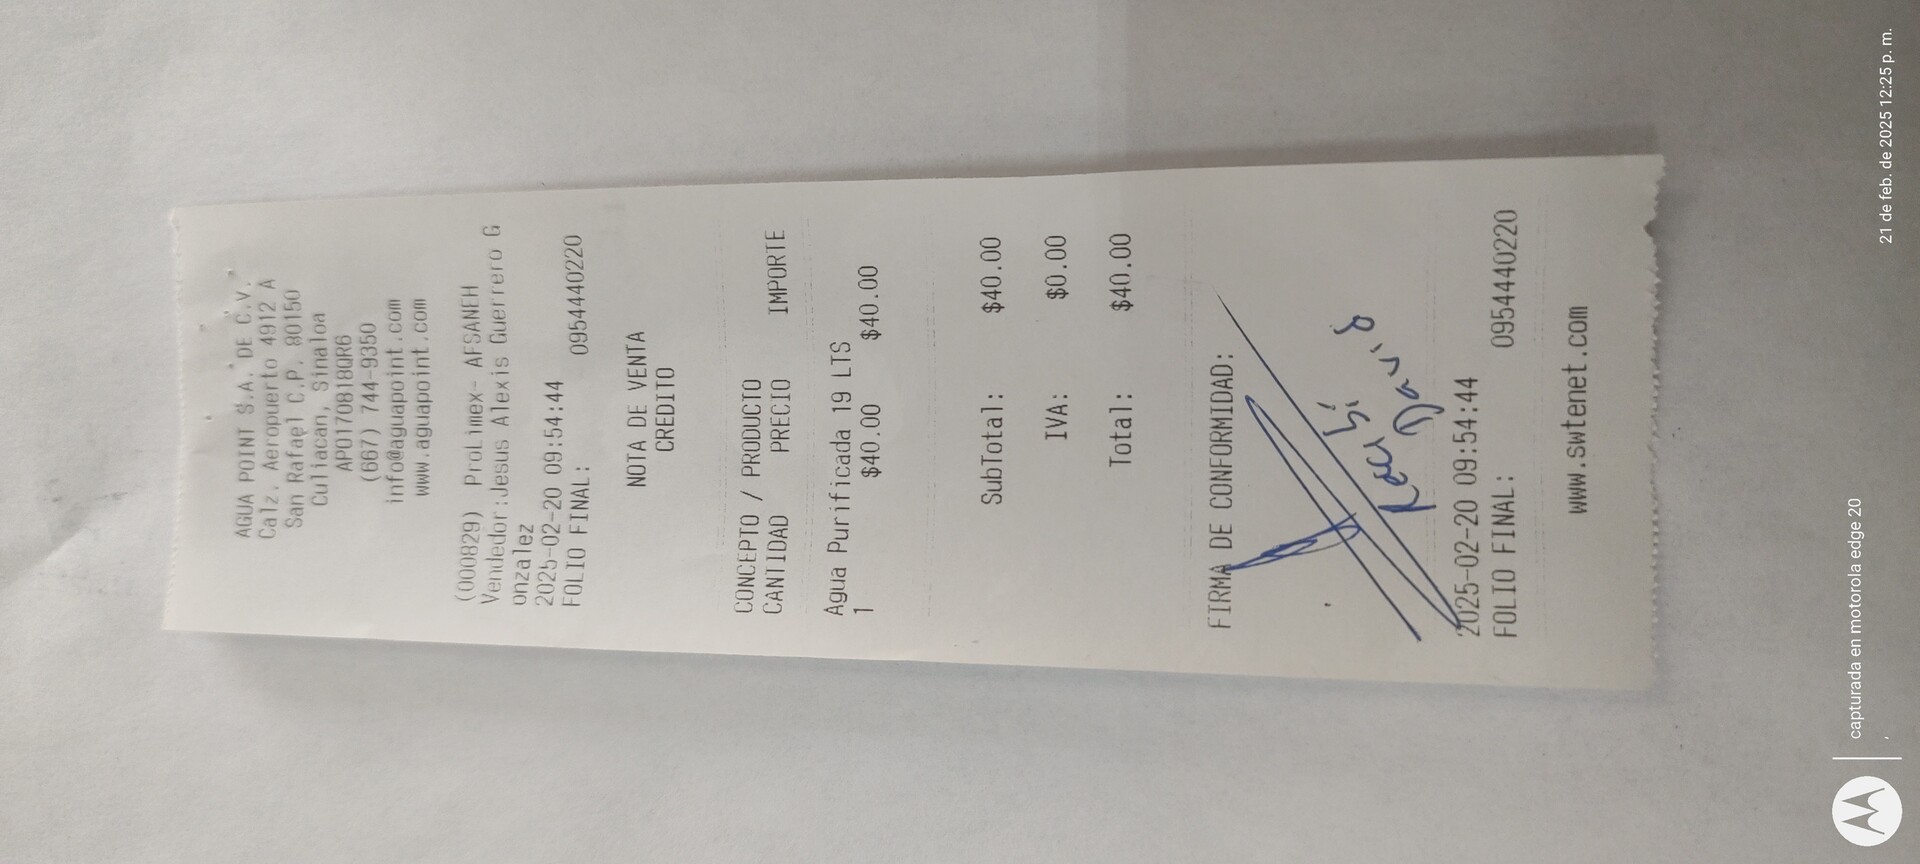 AGUA POINT S.A. DE C.V.
Calz. Aeropuerto 4912 A
San Rafael C.P. 80150
Culiacan, Sinaloa
APO170818QR6
(667) 744-9350
info@aguapoint.com
www.aguapoint.com
(000829) ProLimex- AFSANEH
Vendedor:Jesus Alexis Guerrero G
onzalez
2025-02-20 09:54:44
FOLIO FINAL: 0954440220
NOTA DE VENTA
CREDITO
CONCEPTO / PRODUCTO
CANTIDAD PRECIO IMPORTE
Agua Purificada 19 LTS
1 $40.00 $40.00
SubTotal: $40.00
IVA: $0.00
Total: $40.00
FIRMA DE CONFORMIDAD:
Recibí
David
2025-02-20 09:54:44
FOLIO FINAL: 0954440220
www.swtenet.com
capturada en motorola edge 20
21 de feb. de 2025 12:25 p. m.